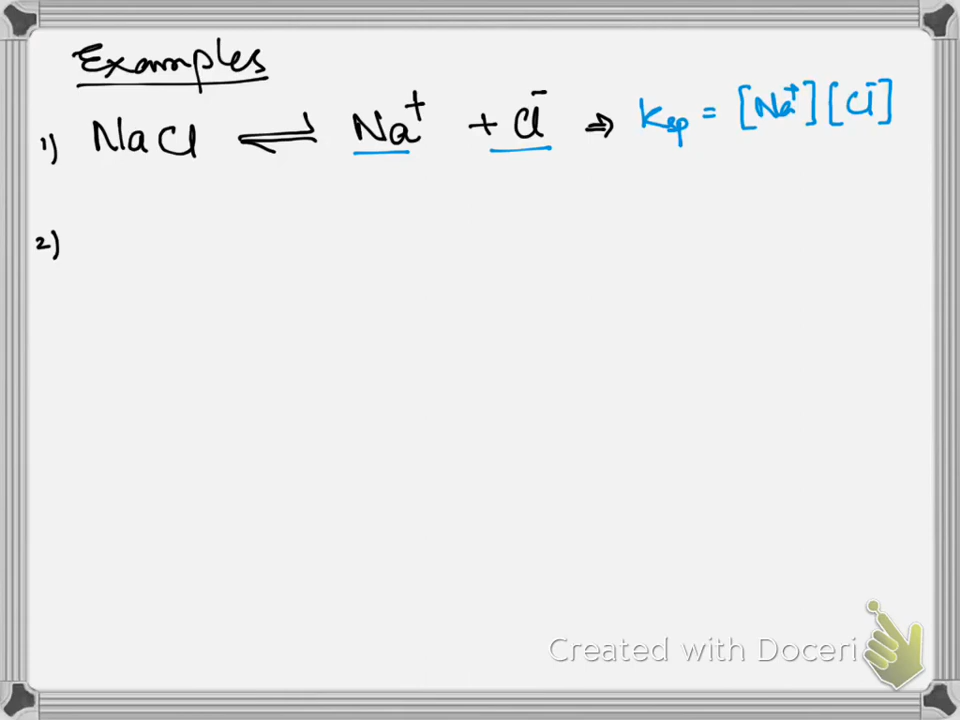 Examples
1) NaCl ⇌ Na⁺ + Cl⁻ ⇒ Ksp = [Na⁺][Cl⁻]
2)
Created with Doceri